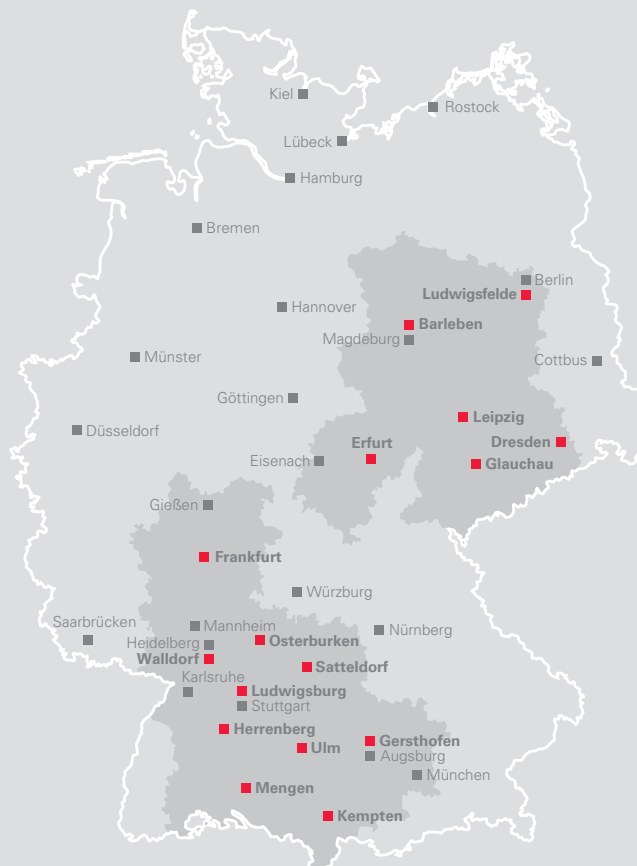 Kiel
Rostock
Lübeck
Hamburg
Bremen
Berlin
Ludwigsfelde
Hannover
Barleben
Magdeburg
Münster
Cottbus
Göttingen
Leipzig
Düsseldorf
Erfurt
Dresden
Eisenach
Glauchau
Gießen
Frankfurt
Würzburg
Saarbrücken
Mannheim
Nürnberg
Heidelberg
Osterburken
Walldorf
Satteldorf
Karlsruhe
Ludwigsburg
Stuttgart
Herrenberg
Gersthofen
Ulm
Augsburg
München
Mengen
Kempten